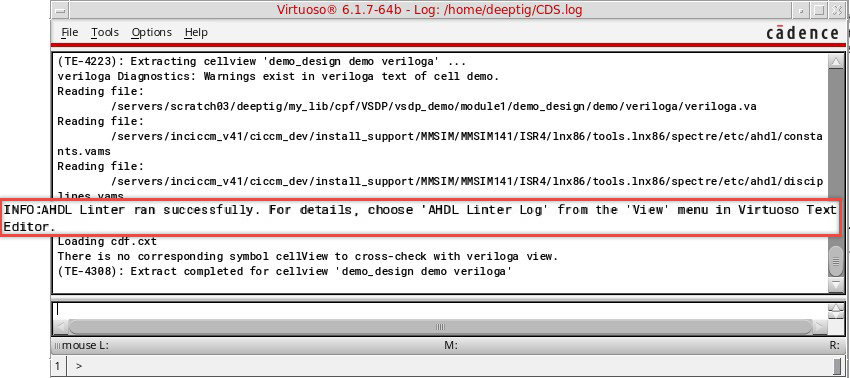 Virtuoso® 6.1.7-64b - Log: /home/deeptig/CDS.log
File Tools Options Help
cādence
(TE-4223): Extracting cellview 'demo_design demo veriloga' ...
veriloga Diagnostics: Warnings exist in veriloga text of cell demo.
Reading file:
/servers/scratch03/deeptig/my_lib/cpf/VSDP/vsdp_demo/module1/demo_design/demo/veriloga/veriloga.va
Reading file:
/servers/inciccm_v41/ciccm_dev/install_support/MMSIM/MMSIM141/ISR4/lnx86/tools.lnx86/spectre/etc/ahdl/consta
nts.vams
Reading file:
/servers/inciccm_v41/ciccm_dev/install_support/MMSIM/MMSIM141/ISR4/lnx86/tools.lnx86/spectre/etc/ahdl/discip
lines.vams
INFO:AHDL Linter ran successfully. For details, choose 'AHDL Linter Log' from the 'View' menu in Virtuoso Text
Editor.
Loading cdf.cxt
There is no corresponding symbol cellView to cross-check with veriloga view.
(TE-4308): Extract completed for cellview 'demo_design demo veriloga'
mouse L: M: R:
1 >